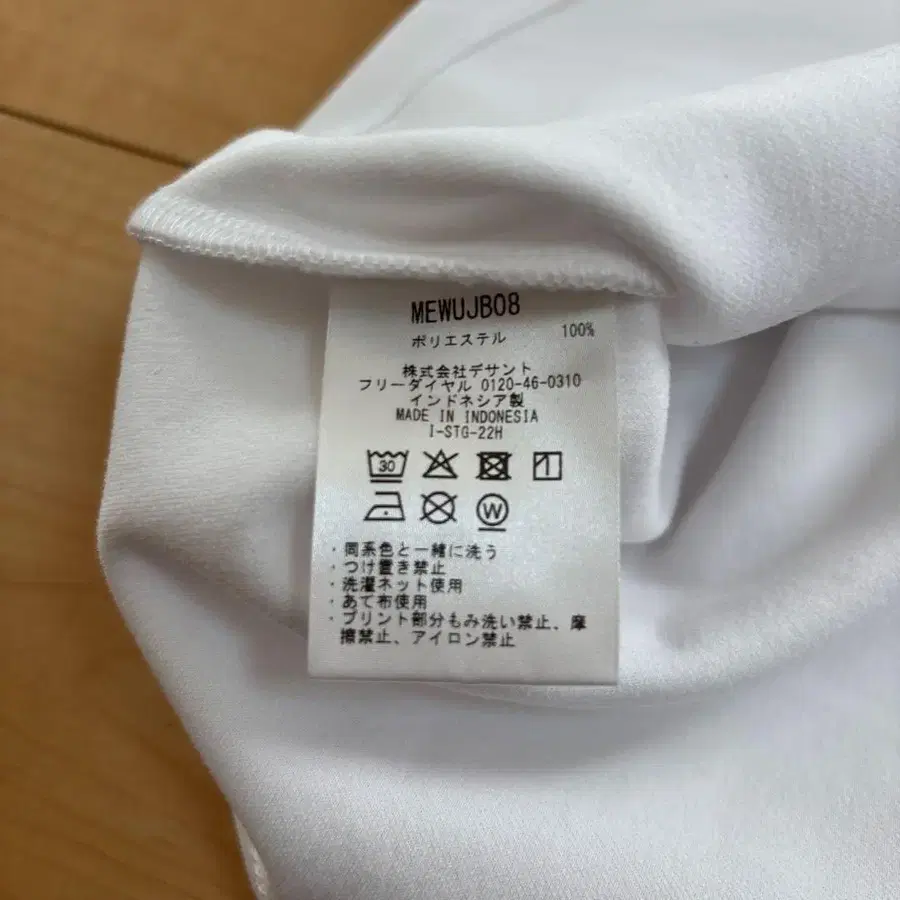 MEWUJB08
ポリエステル 100%
株式会社デサント
フリーダイヤル 0120-46-0310
インドネシア製
MADE IN INDONESIA
I-STG-22H
30
W
・同系色と一緒に洗う
・つけ置き禁止
・洗濯ネット使用
・あて布使用
・プリント部分もみ洗い禁止、摩
擦禁止、アイロン禁止